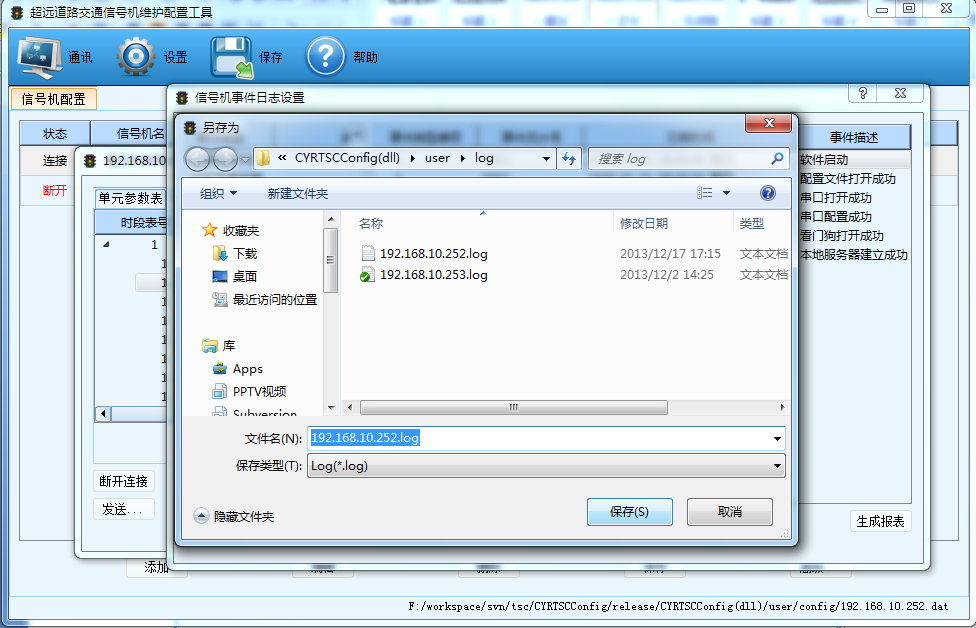 超远道路交通信号机维护配置工具
通讯
设置
保存
帮助
信号机配置
信号机事件日志设置
状态
信号机名
连接
断开
192.168.10
单元参数表
时段表号
1
断开连接
发送...
添加
另存为
« CYRTSCConfig(dll) ▸ user ▸ log
搜索 log
组织
新建文件夹
收藏夹
下载
桌面
最近访问的位置
库
Apps
PPTV视频
Subversion
名称 修改日期 类型
192.168.10.252.log 2013/12/17 17:15 文本文档
192.168.10.253.log 2013/12/2 14:25 文本文档
文件名(N): 192.168.10.252.log
保存类型(T): Log(*.log)
隐藏文件夹
保存(S)
取消
事件描述
软件启动
配置文件打开成功
串口打开成功
串口配置成功
看门狗打开成功
本地服务器建立成功
生成报表
F:/workspace/svn/tsc/CYRTSCConfig/release/CYRTSCConfig(dll)/user/config/192.168.10.252.dat